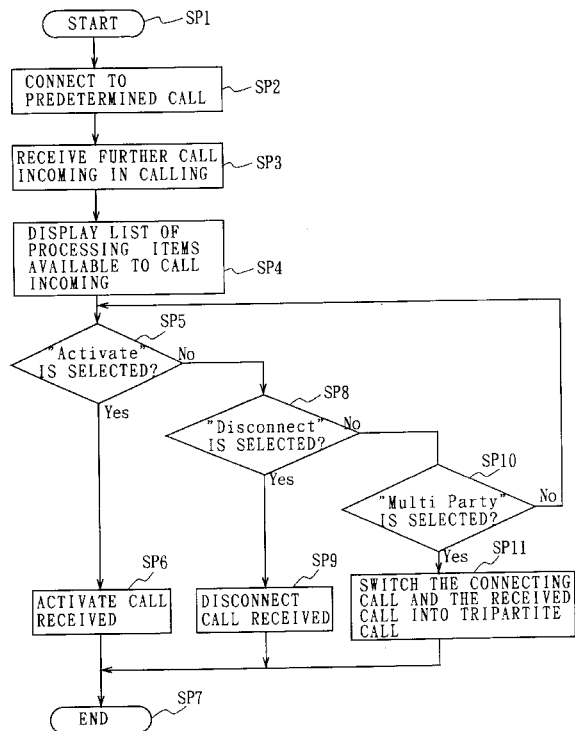 START
SP1
CONNECT TO
PREDETERMINED CALL
SP2
RECEIVE FURTHER CALL
INCOMING IN CALLING
SP3
DISPLAY LIST OF
PROCESSING ITEMS
AVAILABLE TO CALL
INCOMING
SP4
SP5
"Activate"
IS SELECTED?
No
Yes
SP8
"Disconnect"
IS SELECTED?
No
Yes
SP10
"Multi Party"
IS SELECTED?
No
Yes
SP6
ACTIVATE CALL
RECEIVED
SP9
DISCONNECT
CALL RECEIVED
SP11
SWITCH THE CONNECTING
CALL AND THE RECEIVED
CALL INTO TRIPARTITE
CALL
END
SP7